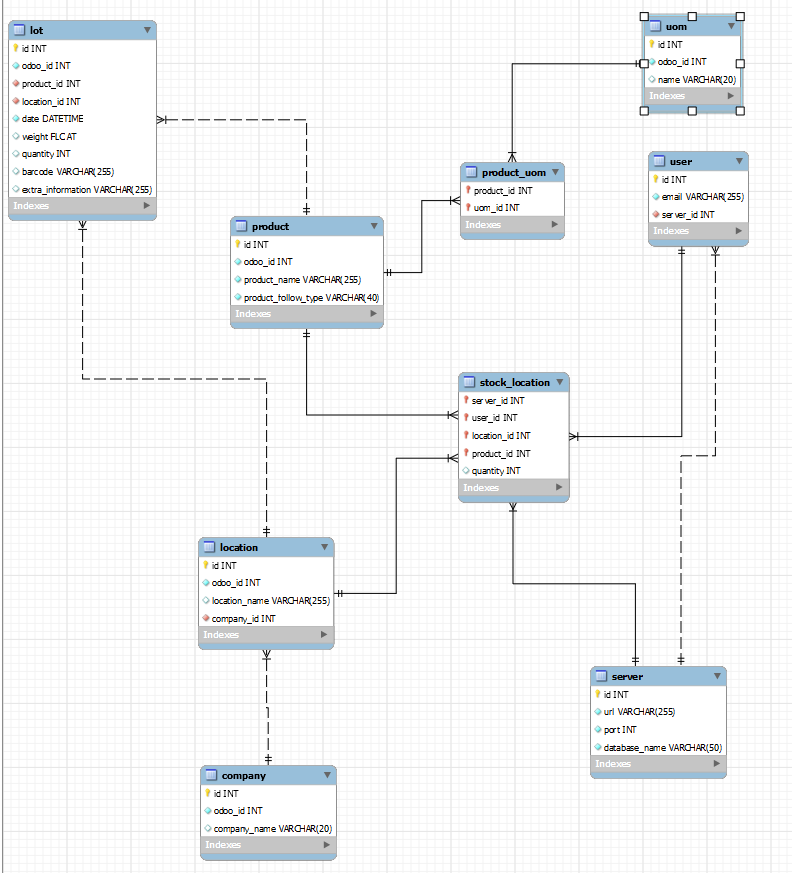 lot
id INT
odoo_id INT
product_id INT
location_id INT
date DATETIME
weight FLOAT
quantity INT
barcode VARCHAR(255)
extra_information VARCHAR(255)
Indexes
uom
id INT
odoo_id INT
name VARCHAR(20)
Indexes
product_uom
product_id INT
uom_id INT
Indexes
user
id INT
email VARCHAR(255)
server_id INT
Indexes
product
id INT
odoo_id INT
product_name VARCHAR(255)
product_follow_type VARCHAR(40)
Indexes
stock_location
server_id INT
user_id INT
location_id INT
product_id INT
quantity INT
Indexes
location
id INT
odoo_id INT
location_name VARCHAR(255)
company_id INT
Indexes
server
id INT
url VARCHAR(255)
port INT
database_name VARCHAR(50)
Indexes
company
id INT
odoo_id INT
company_name VARCHAR(20)
Indexes